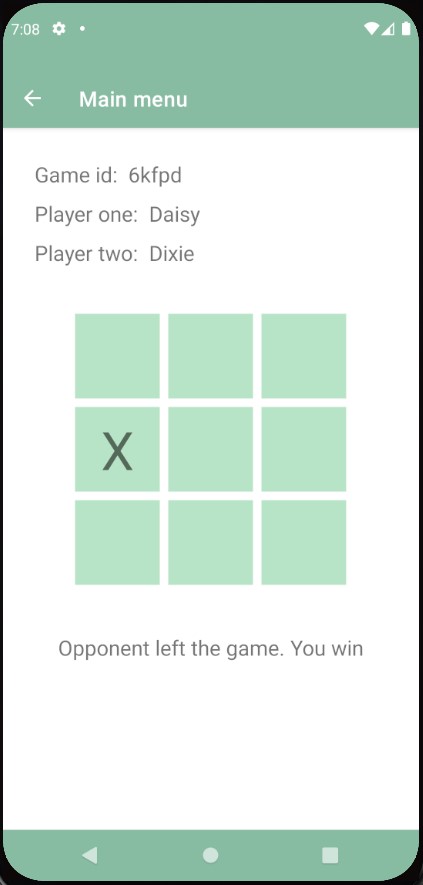 7:08
Main menu
Game id: 6kfpd
Player one: Daisy
Player two: Dixie
X
Opponent left the game. You win